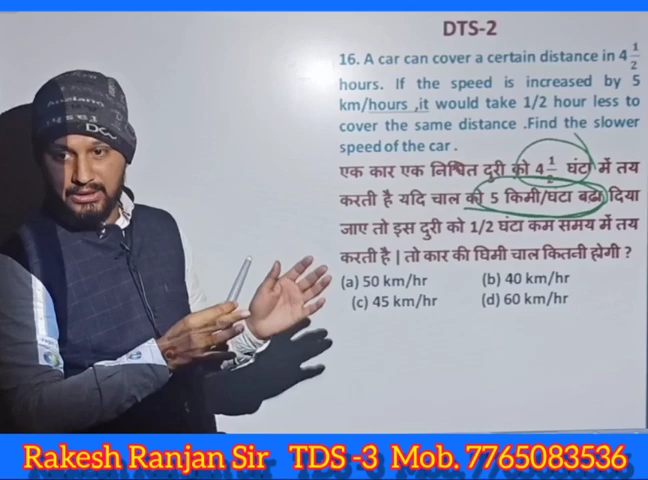 DTS-2
16. A car can cover a certain distance in 4 1/2
hours. If the speed is increased by 5
km/hours ,it would take 1/2 hour less to
cover the same distance .Find the slower
speed of the car .
एक कार एक निश्चित दुरी को 4 1/2 घंटा में तय
करती है यदि चाल को 5 किमी/घंटा बढ़ा दिया
जाए तो इस दुरी को 1/2 घंटा कम समय में तय
करती है | तो कार की घिमी चाल कितनी होगी ?
(a) 50 km/hr (b) 40 km/hr
(c) 45 km/hr (d) 60 km/hr
Rakesh Ranjan Sir TDS -3 Mob. 7765083536